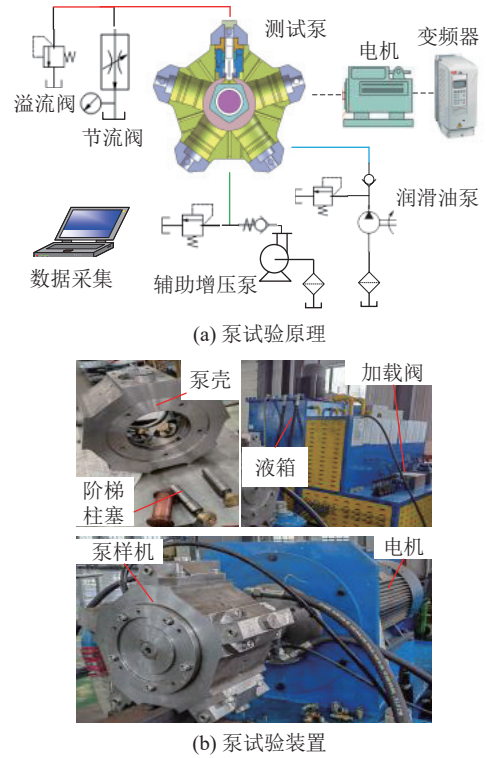 测试泵
电机
变频器
溢流阀
节流阀
润滑油泵
数据采集
辅助增压泵
(a) 泵试验原理
泵壳
阶梯
柱塞
加载阀
液箱
泵样机
电机
(b) 泵试验装置